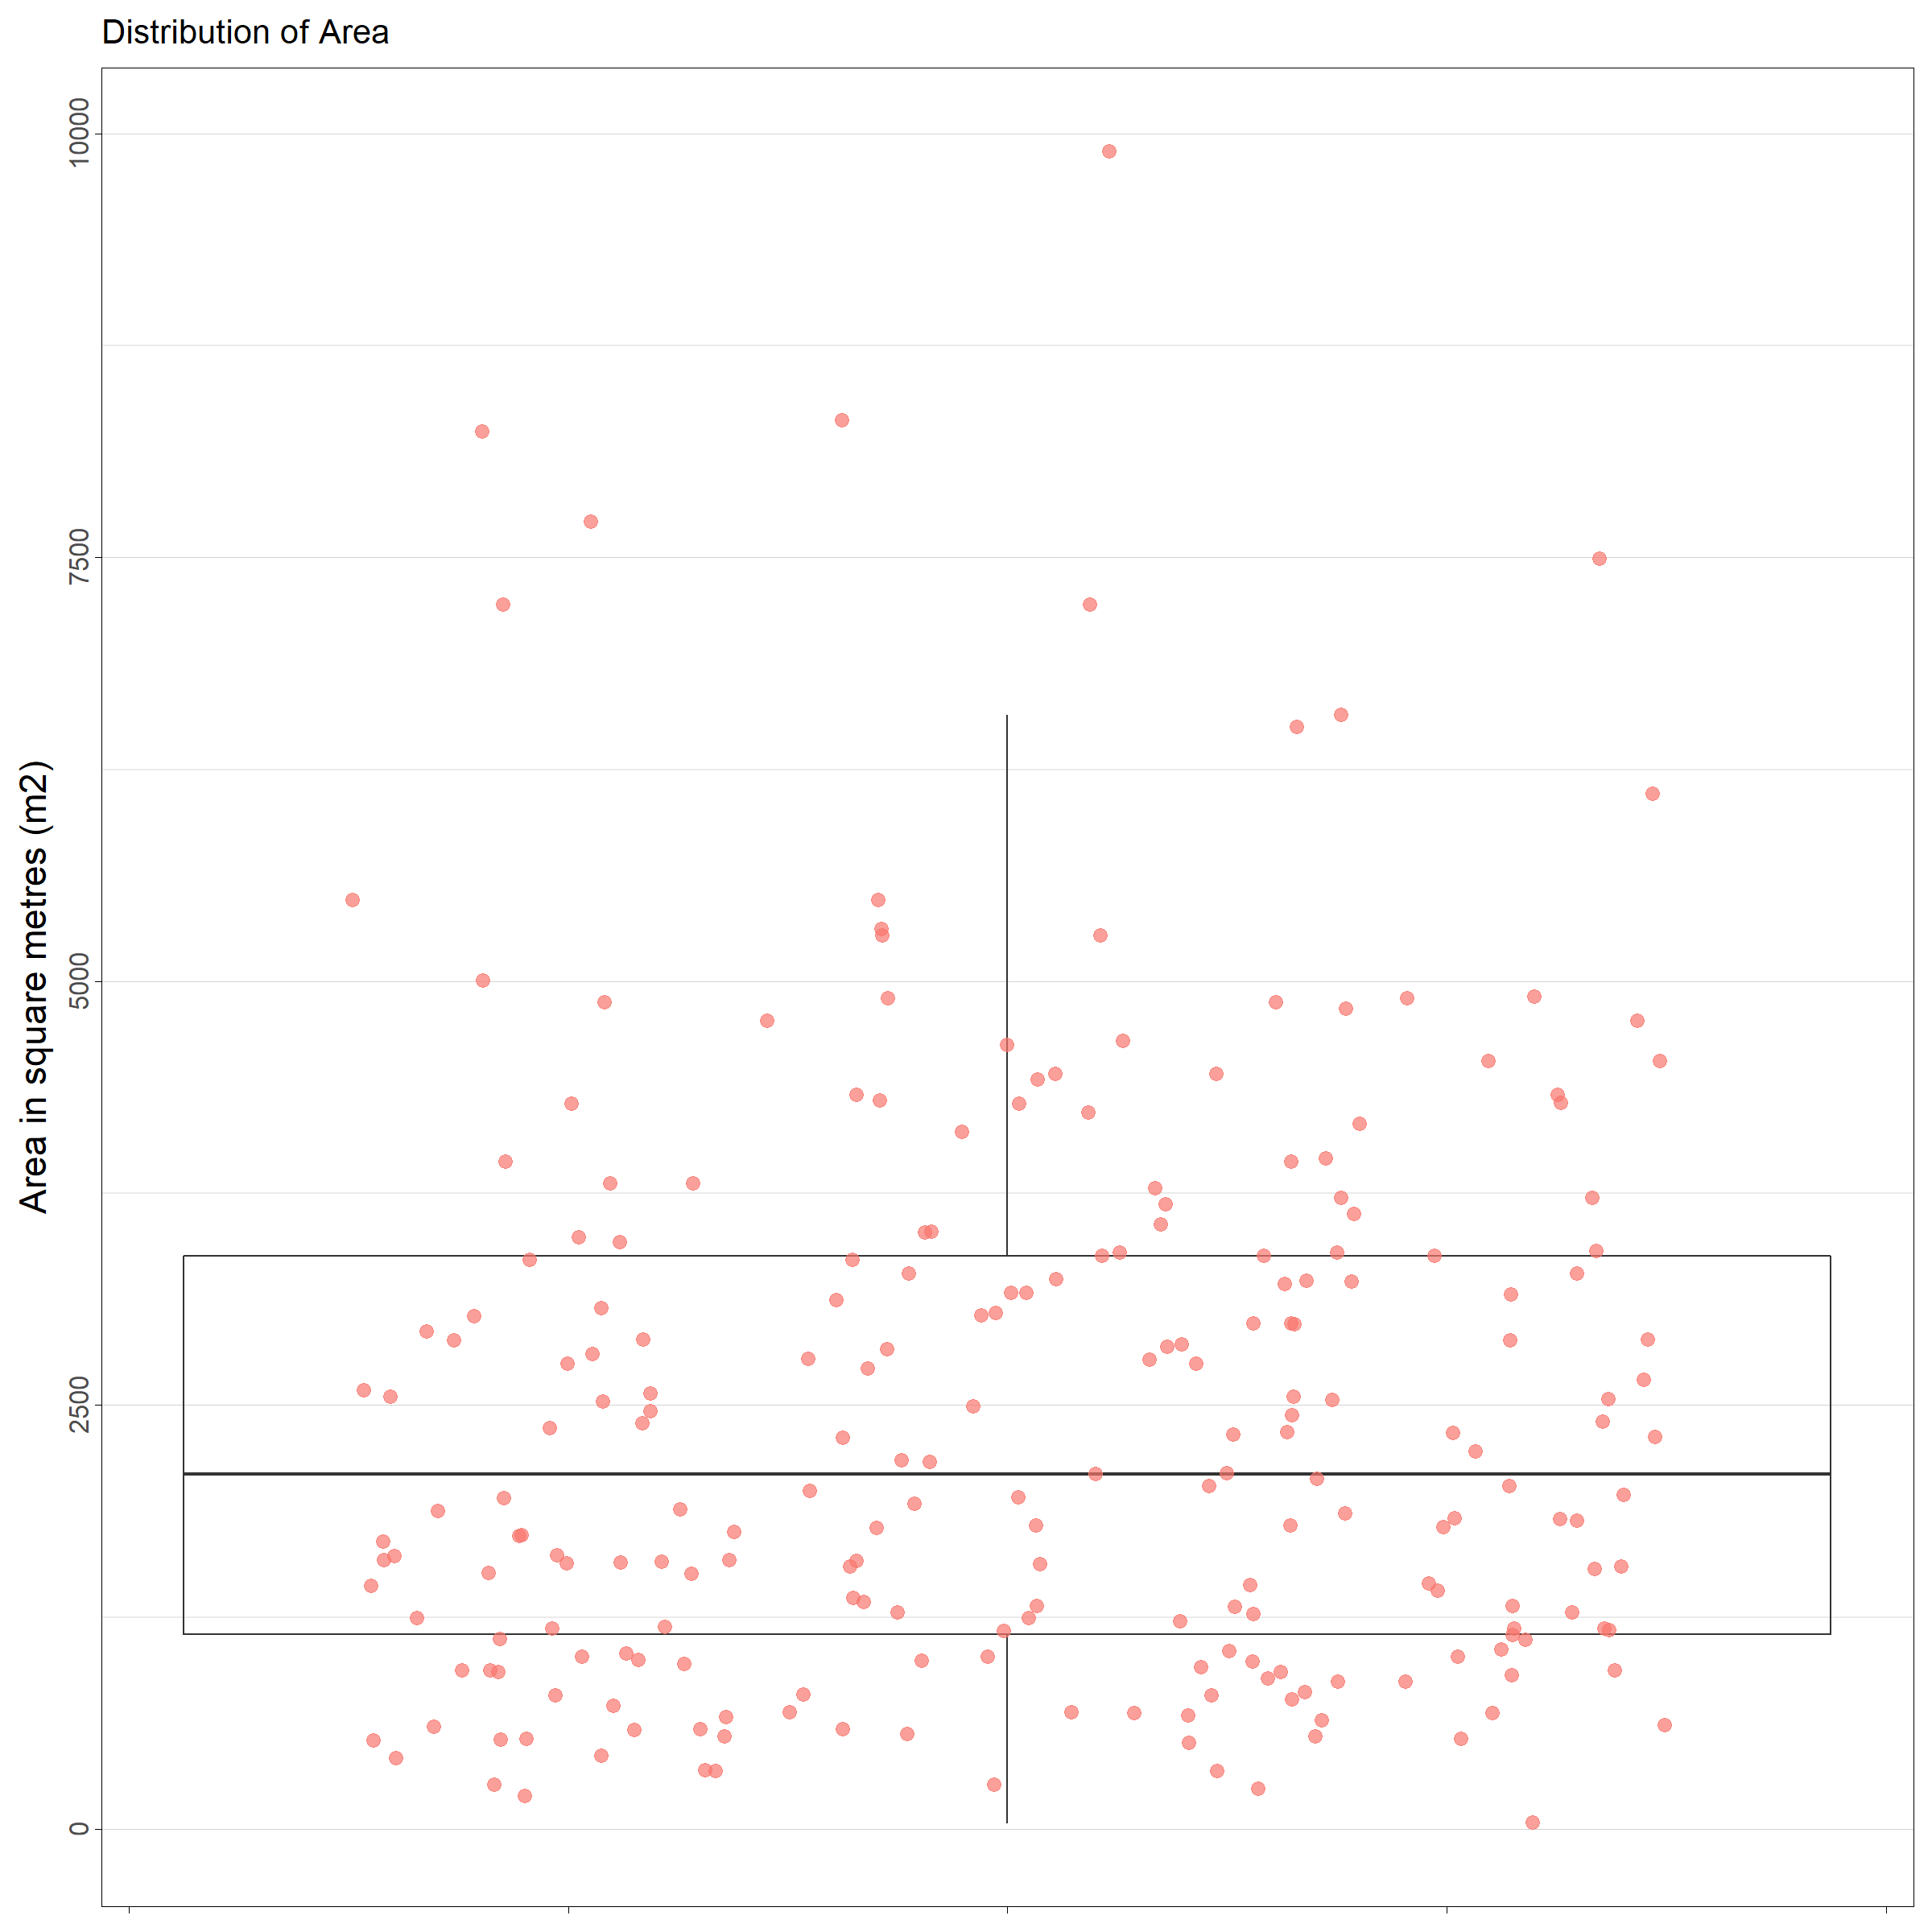 Distribution of Area
Area in square metres (m2)
10000
7500
5000
2500
0